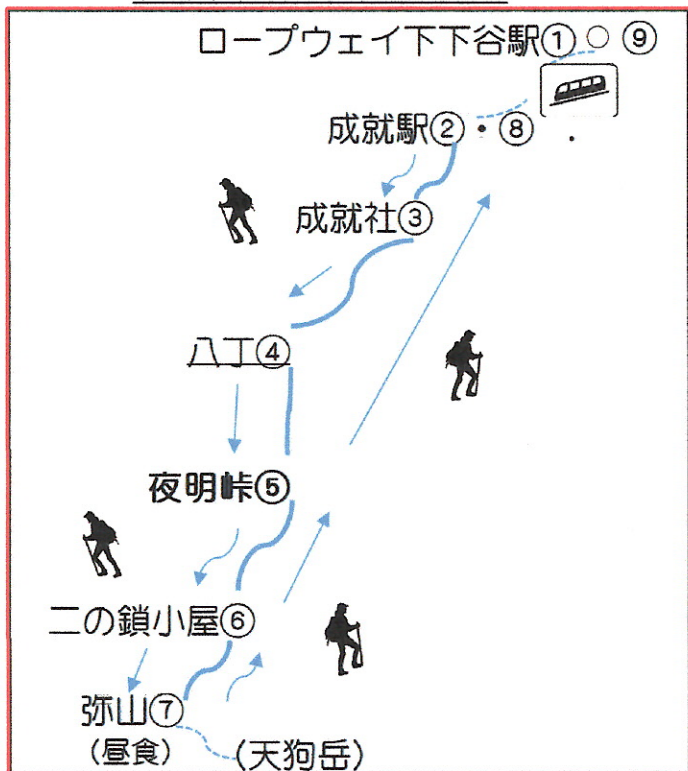 ロープウェイ下下谷駅① ○ ⑨
成就駅②・⑧
成就社③
八丁④
夜明峠⑤
二の鎖小屋⑥
弥山⑦
(昼食) (天狗岳)